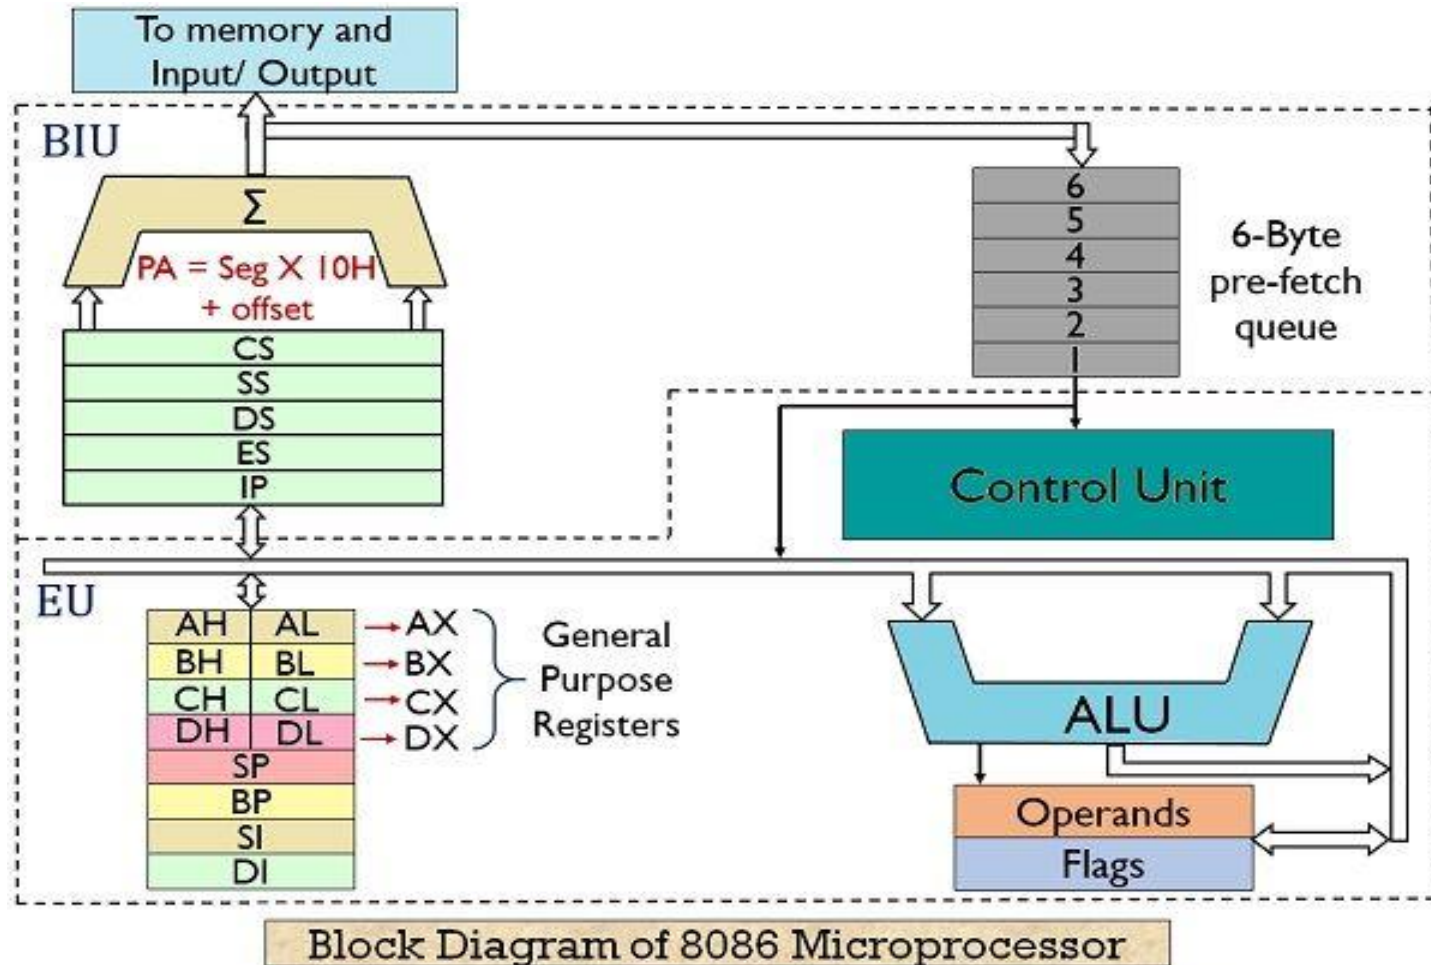 To memory and
Input/ Output
BIU
Σ
PA = Seg X 10H
+ offset
CS
SS
DS
ES
IP
6
5
4
3
2
1
6-Byte
pre-fetch
queue
Control Unit
EU
AH AL AX
BH BL BX
CH CL CX
DH DL DX
SP
BP
SI
DI
General
Purpose
Registers
ALU
Operands
Flags
Block Diagram of 8086 Microprocessor